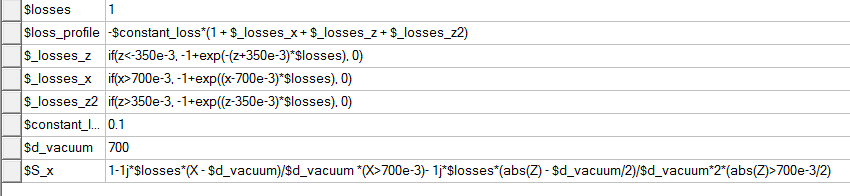 $losses 1
$loss_profile -$constant_loss*(1 + $_losses_x + $_losses_z + $_losses_z2)
$_losses_z if(z<-350e-3, -1+exp(-(z+350e-3)*$losses), 0)
$_losses_x if(x>700e-3, -1+exp((x-700e-3)*$losses), 0)
$_losses_z2 if(z>350e-3, -1+exp((z-350e-3)*$losses), 0)
$constant_l... 0.1
$d_vacuum 700
$S_x 1-1j*$losses*(X - $d_vacuum)/$d_vacuum *(X>700e-3)- 1j*$losses*(abs(Z) - $d_vacuum/2)/$d_vacuum*2*(abs(Z)>700e-3/2)